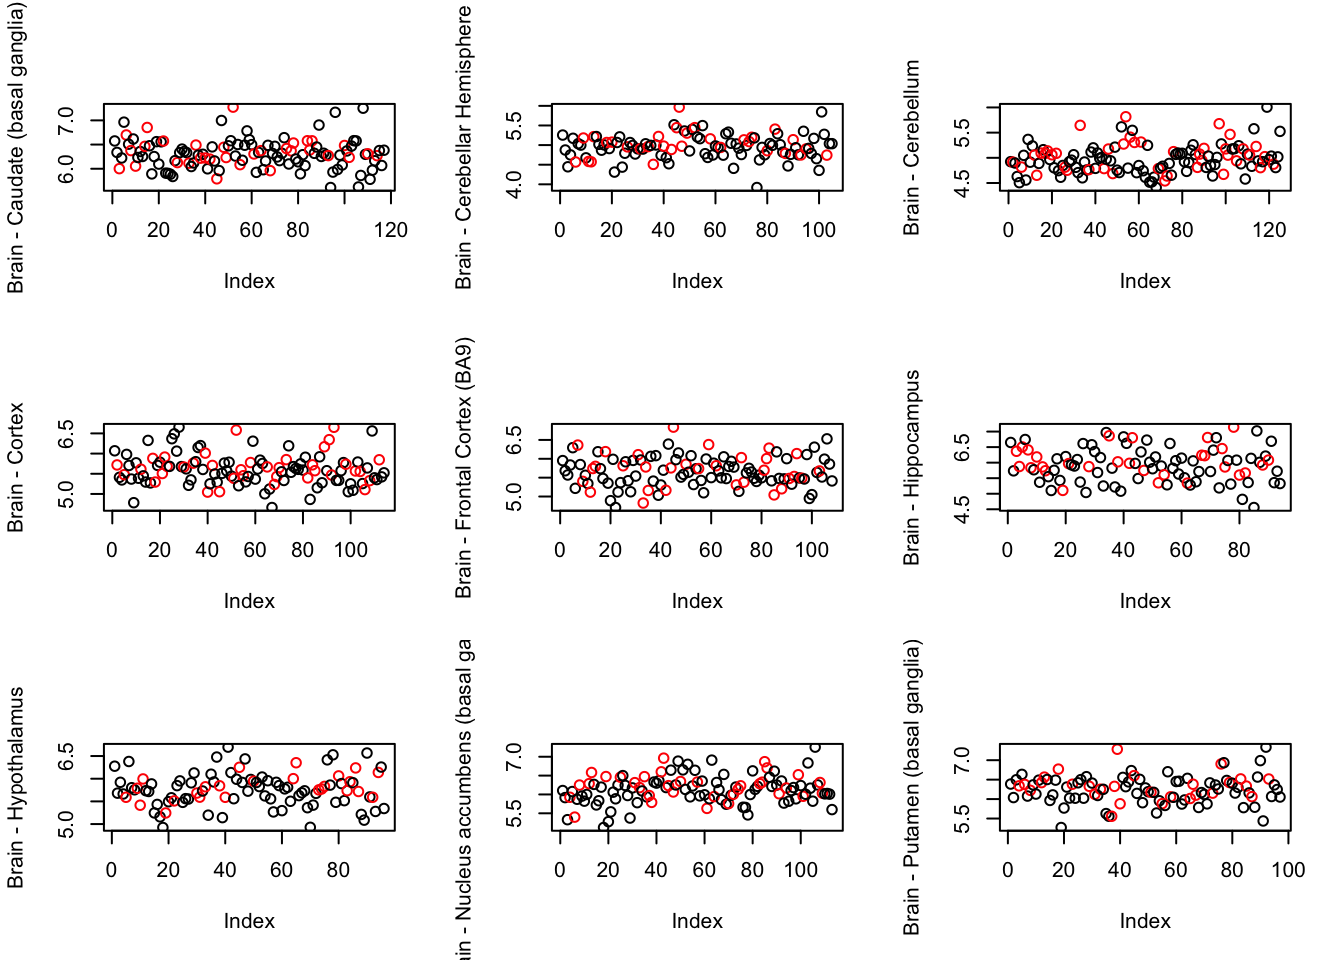 Brain - Caudate (basal ganglia)
6.0 7.0
0 20 40 60 80 120
Index
Brain - Cerebellar Hemisphere
4.0 5.5
0 20 40 60 80 100
Index
Brain - Cerebellum
4.5 5.5
0 20 40 60 80 120
Index
Brain - Cortex
5.0 6.5
0 20 40 60 80 100
Index
Brain - Frontal Cortex (BA9)
5.0 6.5
0 20 40 60 80 100
Index
Brain - Hippocampus
4.5 6.5
0 20 40 60 80
Index
Brain - Hypothalamus
5.0 6.5
0 20 40 60 80
Index
ain - Nucleus accumbens (basal ga
5.5 7.0
0 20 40 60 80 100
Index
Brain - Putamen (basal ganglia)
5.5 7.0
0 20 40 60 80 100
Index